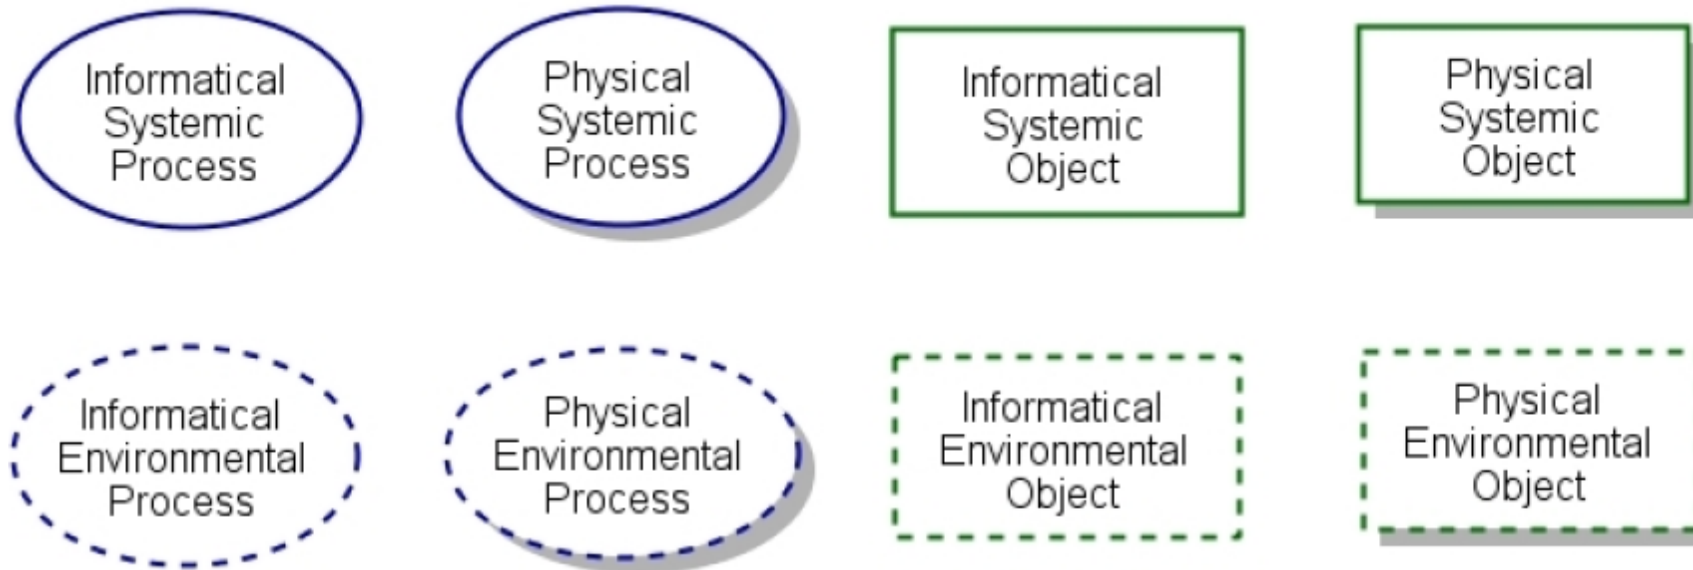 Informatical
Systemic
Process
Physical
Systemic
Process
Informatical
Systemic
Object
Physical
Systemic
Object
Informatical
Environmental
Process
Physical
Environmental
Process
Informatical
Environmental
Object
Physical
Environmental
Object